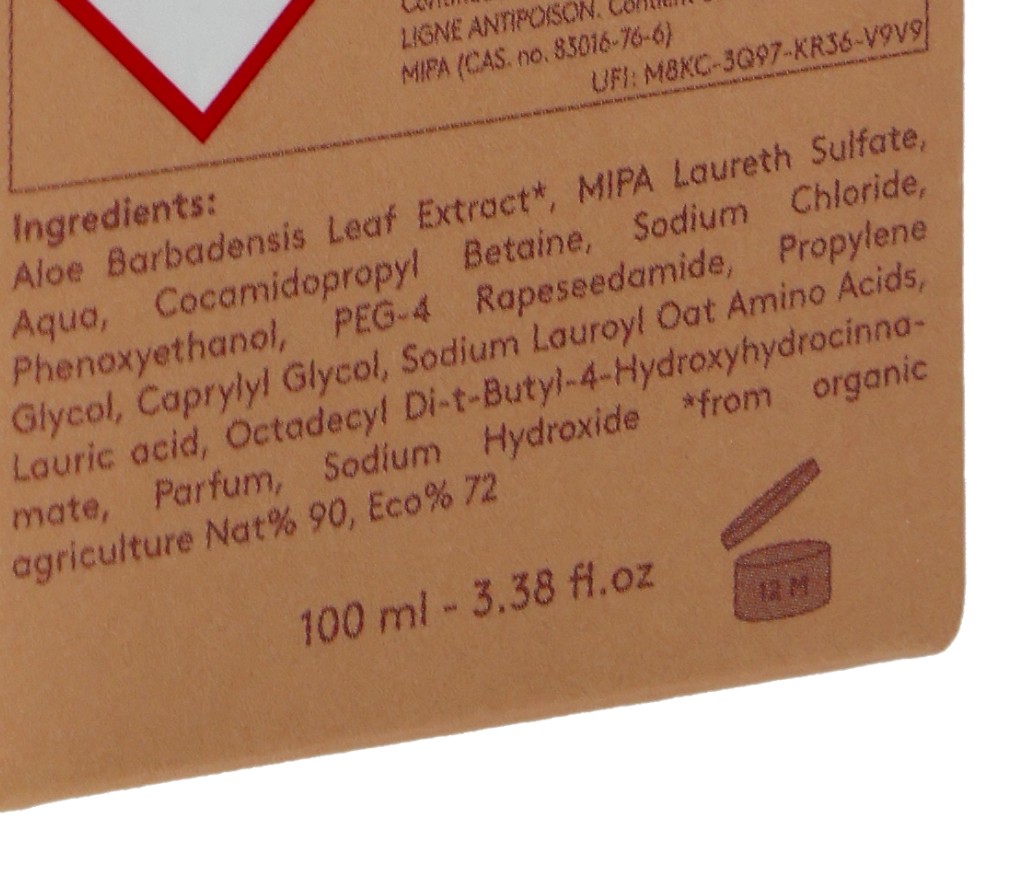 LIGNE ANTIPOISON.
MIPA (CAS. no. 83016-76-6)
UFI: M8KC-3Q97-KR36-V9V9
Ingredients:
Aloe Barbadensis Leaf Extract*, MIPA Laureth Sulfate,
Aqua, Cocamidopropyl Betaine, Sodium Chloride,
Phenoxyethanol, PEG-4 Rapeseedamide, Propylene
Glycol, Caprylyl Glycol, Sodium Lauroyl Oat Amino Acids,
Lauric acid, Octadecyl Di-t-Butyl-4-Hydroxyhydrocinna-
mate, Parfum, Sodium Hydroxide *from organic
agriculture Nat% 90, Eco% 72
100 ml - 3.38 fl.oz
12 M